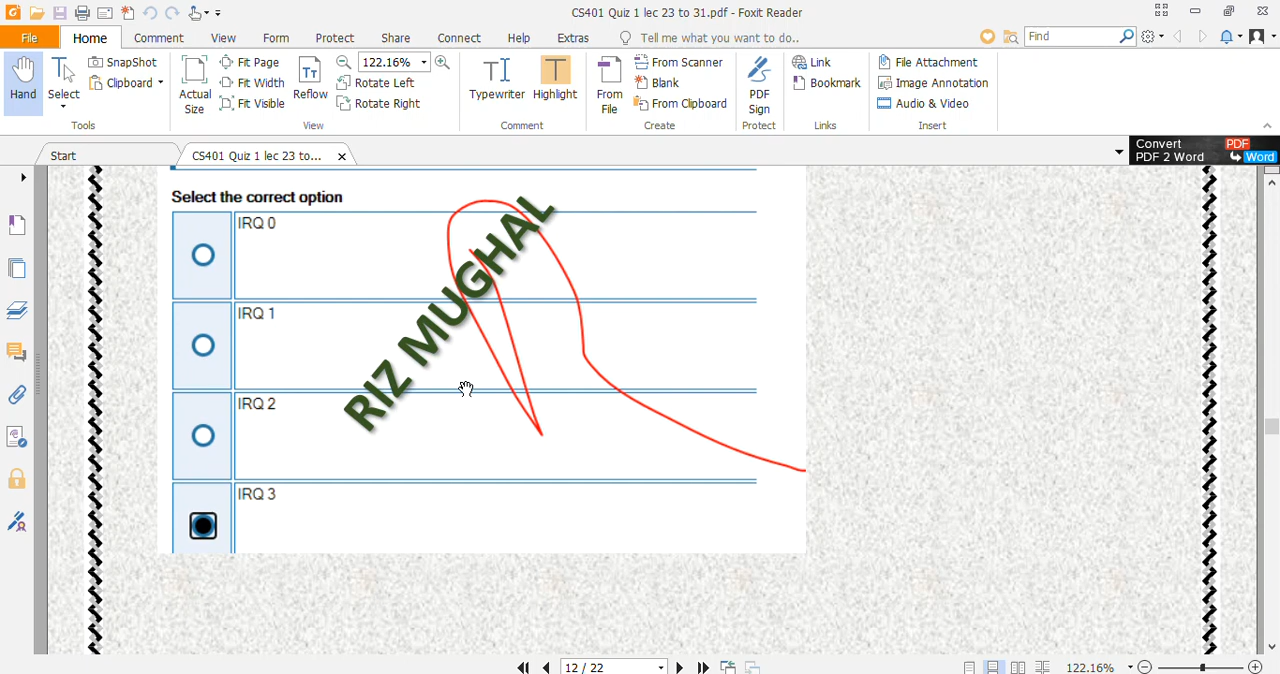 CS401 Quiz 1 lec 23 to 31.pdf - Foxit Reader
File Home Comment View Form Protect Share Connect Help Extras Tell me what you want to do.. Find
Hand
Select
SnapShot
Clipboard
Tools
Actual Size
Fit Page
Fit Width
Fit Visible
Reflow
Rotate Left
Rotate Right
122.16%
View
Typewriter
Highlight
Comment
From File
From Scanner
Blank
From Clipboard
Create
PDF Sign
Protect
Link
Bookmark
Links
File Attachment
Image Annotation
Audio & Video
Insert
Start
CS401 Quiz 1 lec 23 to...
Convert PDF
PDF 2 Word Word
Select the correct option
IRQ 0
IRQ 1
IRQ 2
IRQ 3
RIZ MUGHAL
12 / 22
122.16%